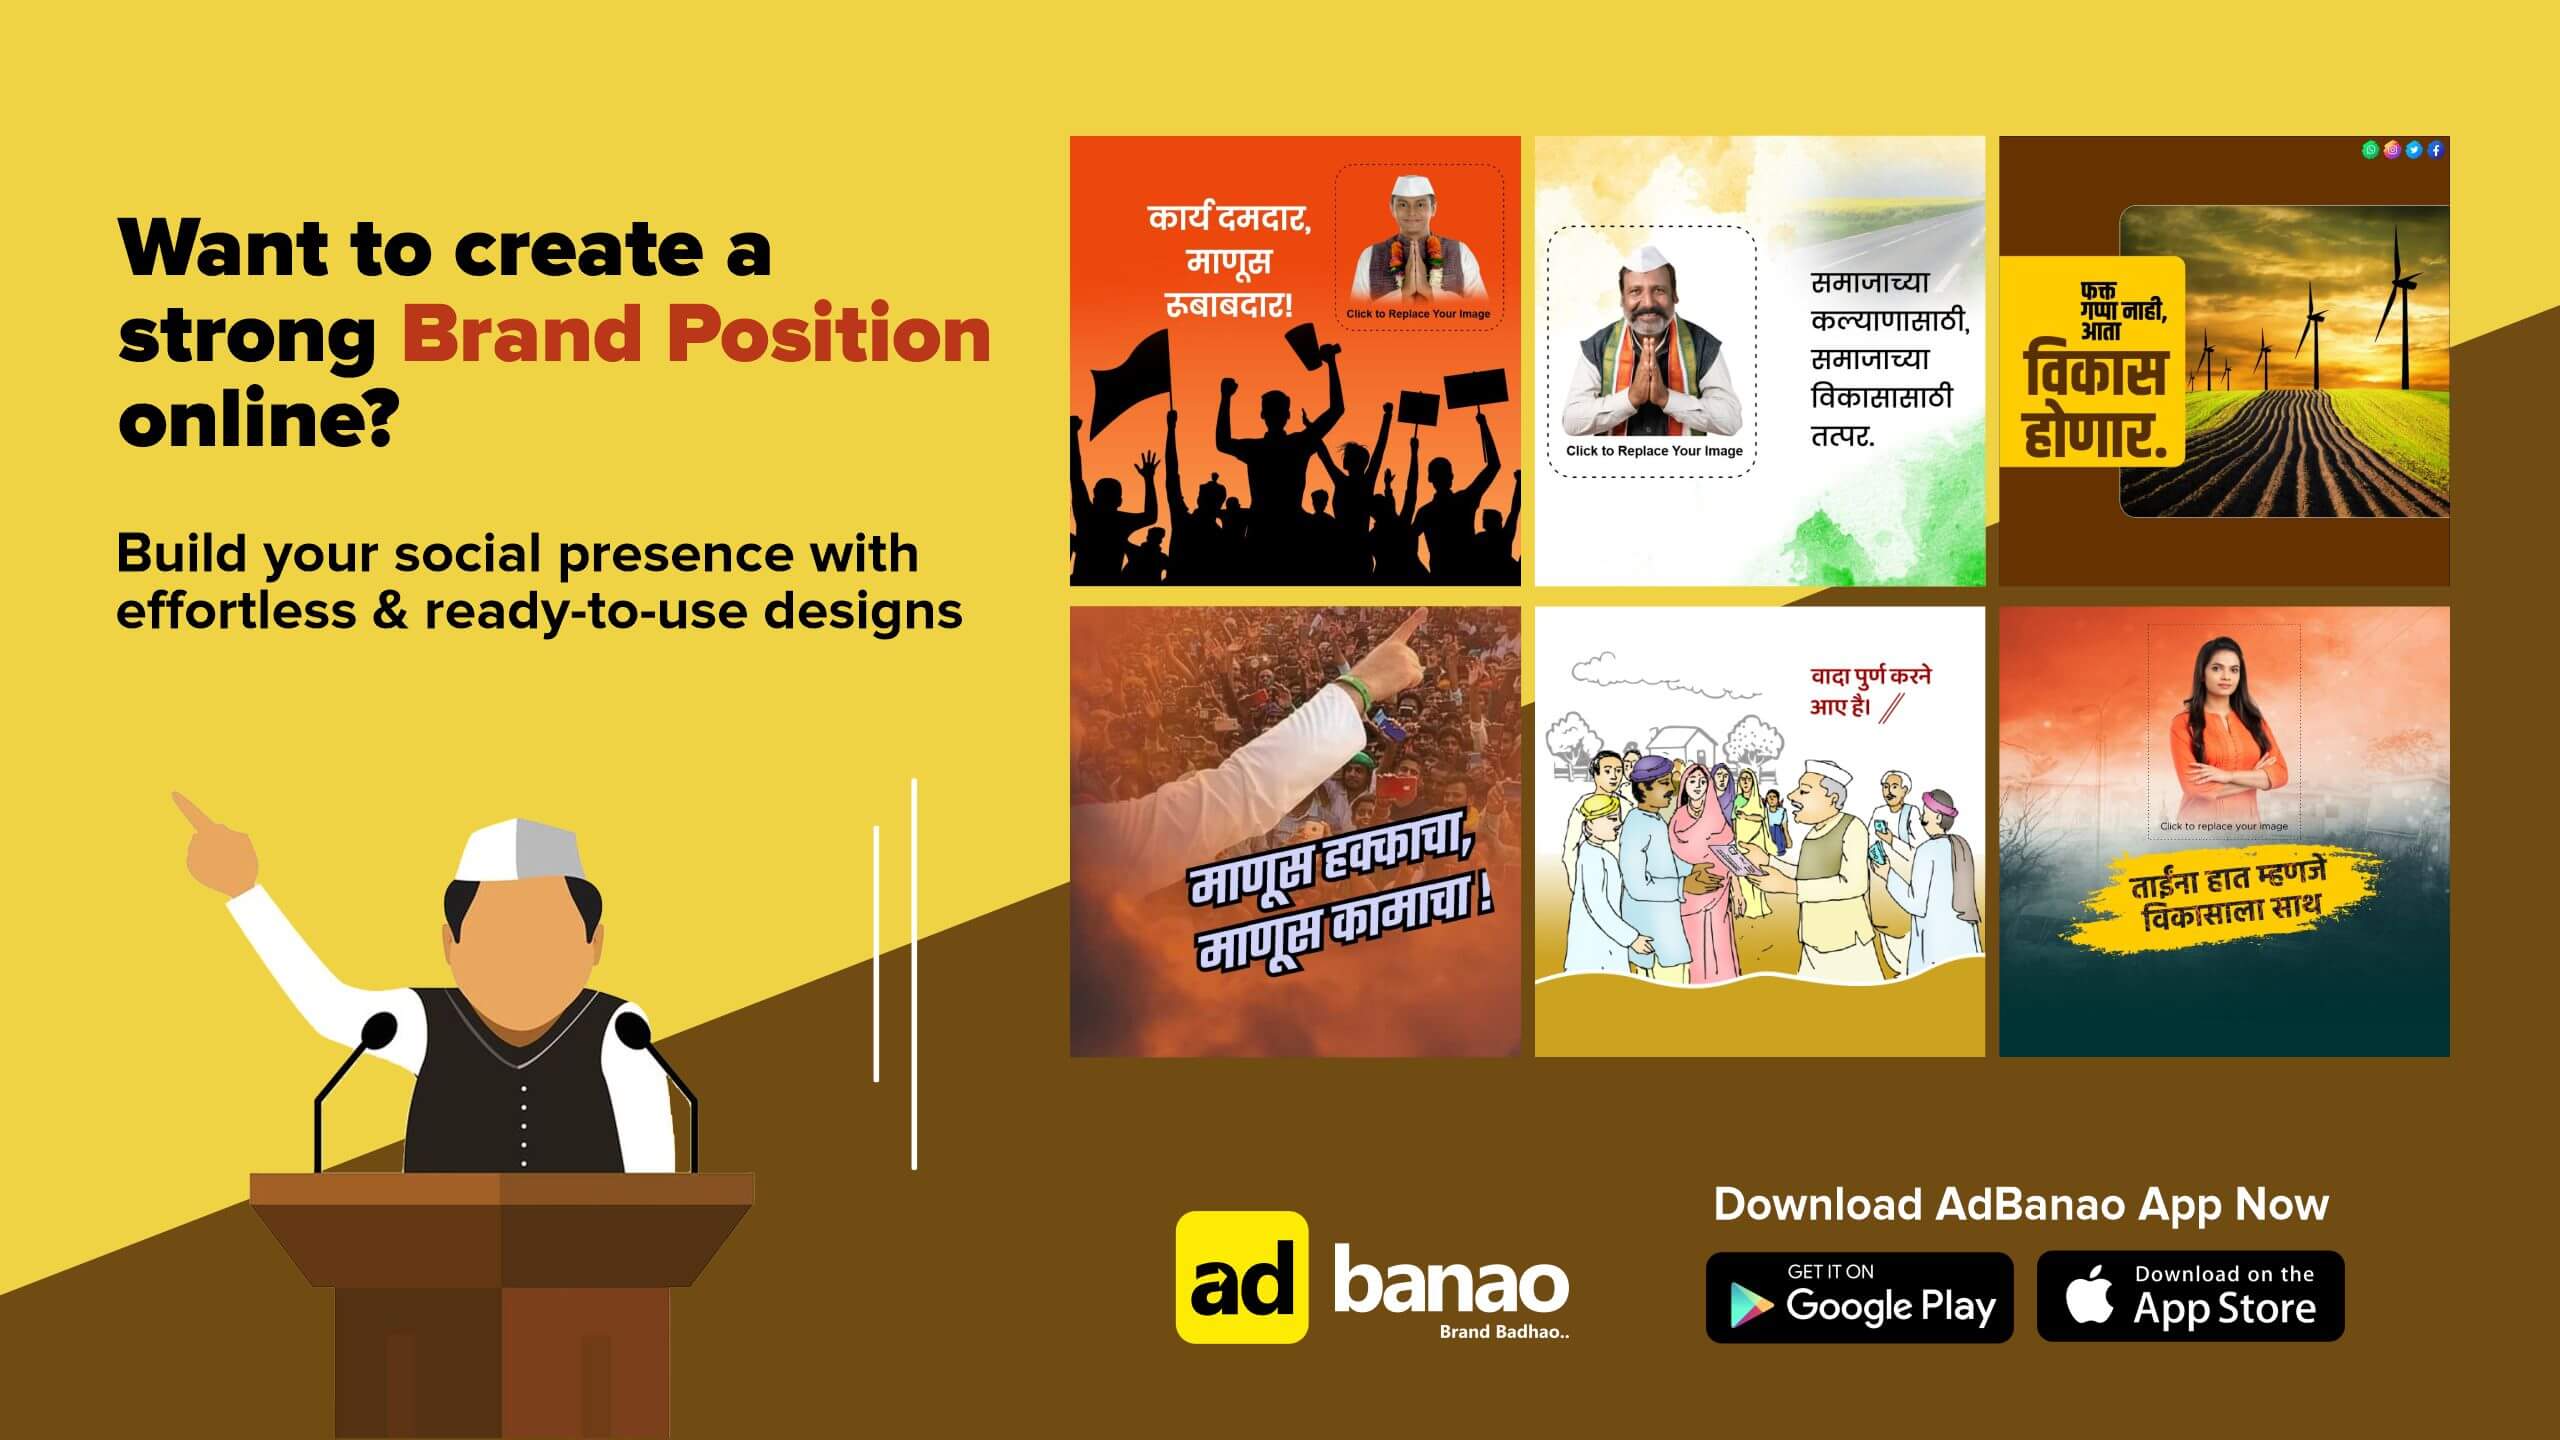 Want to create a
strong Brand Position
online?
Build your social presence with
effortless & ready-to-use designs
कार्य दमदार,
माणूस
रूबाबदार!
Click to Replace Your Image
समाजाच्या
कल्याणासाठी,
समाजाच्या
विकासासाठी
तत्पर.
Click to Replace Your Image
फक्त
गप्पा नाही,
आता
विकास
होणार.
माणूस हक्काचा,
माणूस कामाचा !
वादा पुर्ण करने
आए है।
Click to replace your image
ताईंना हात म्हणजे
विकासाला साथ
ad banao
Brand Badhao..
Download AdBanao App Now
GET IT ON
Google Play
Download on the
App Store